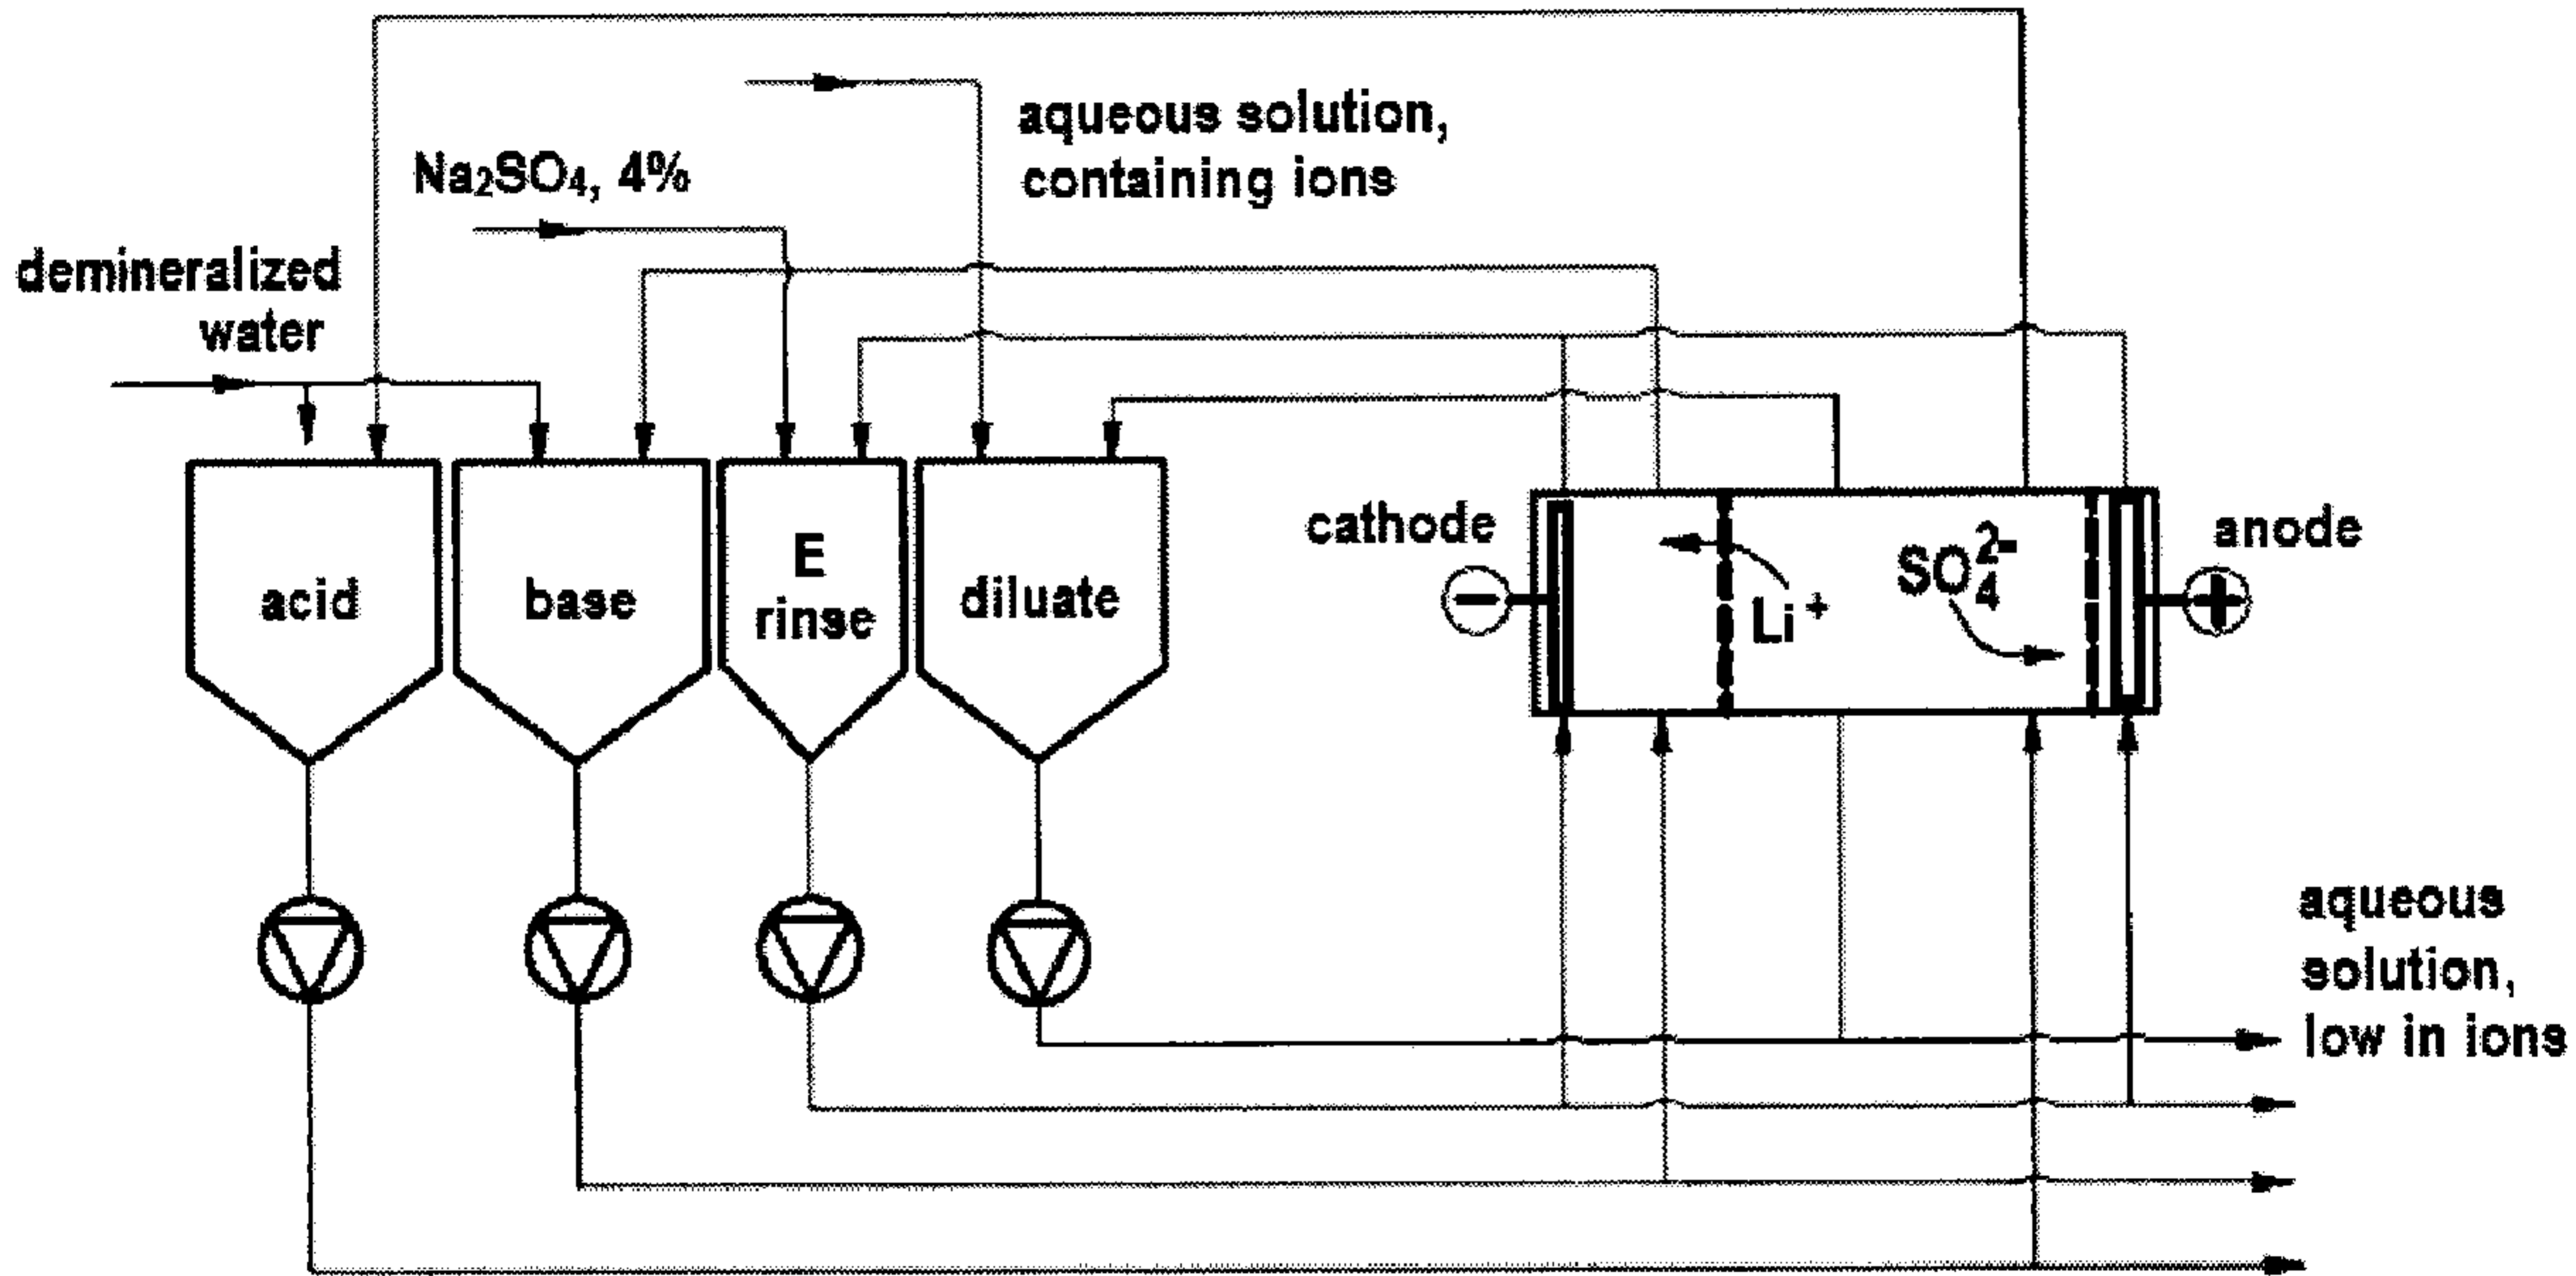 aqueous solution,
containing ions
Na₂SO₄, 4%
demineralized
water
acid
base
E
rinse
diluate
cathode
anode
Li⁺
SO₄²⁻
aqueous
solution,
low in ions